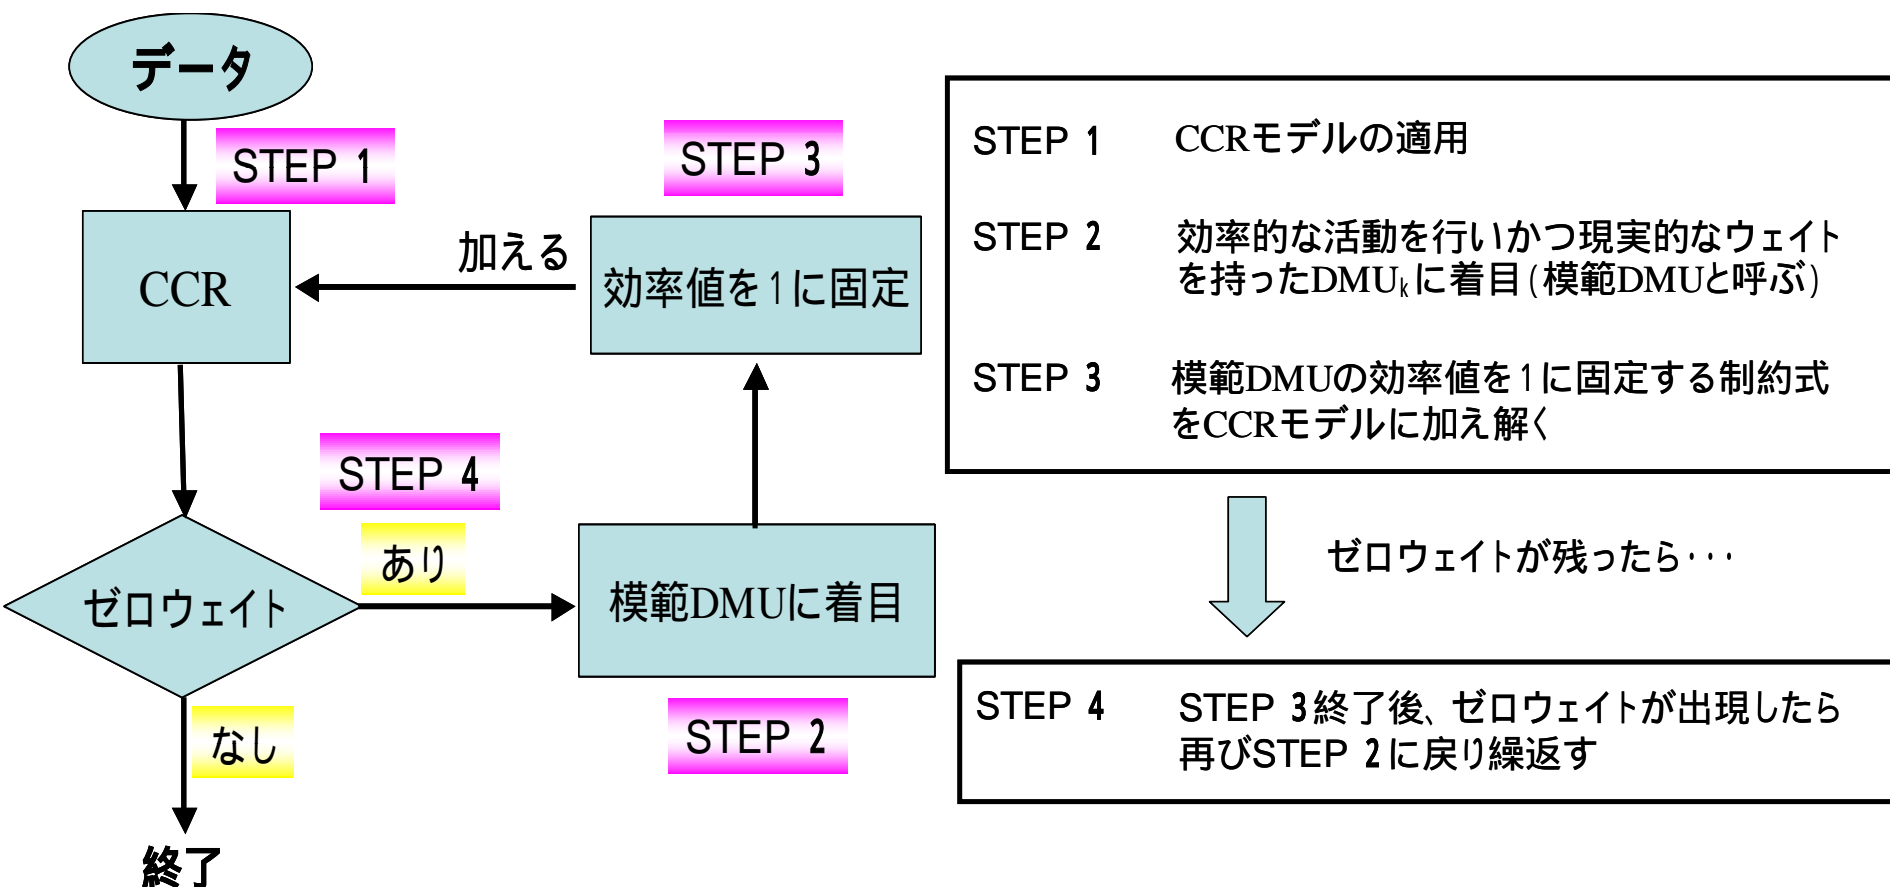 データ
STEP 1
CCR
加える
STEP 3
効率値を1に固定
STEP 4
あり
ゼロウェイト
模範DMUに着目
STEP 2
なし
終了
STEP 1 CCRモデルの適用
STEP 2 効率的な活動を行いかつ現実的なウェイト
を持ったDMUkに着目(模範DMUと呼ぶ)
STEP 3 模範DMUの効率値を1に固定する制約式
をCCRモデルに加え解く
ゼロウェイトが残ったら・・・
STEP 4 STEP 3終了後、ゼロウェイトが出現したら
再びSTEP 2に戻り繰返す